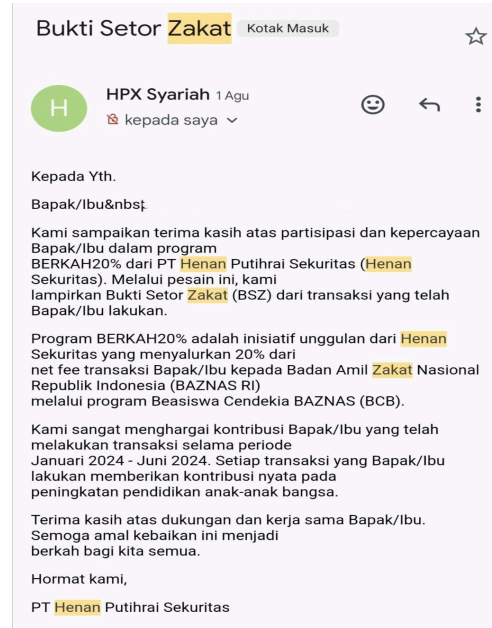 Bukti Setor Zakat Kotak Masuk
H
HPX Syariah 1 Agu
kepada saya
Kepada Yth.
Bapak/Ibu&nbs
Kami sampaikan terima kasih atas partisipasi dan kepercayaan
Bapak/Ibu dalam program
BERKAH20% dari PT Henan Putihrai Sekuritas (Henan
Sekuritas). Melalui pesain ini, kami
lampirkan Bukti Setor Zakat (BSZ) dari transaksi yang telah
Bapak/Ibu lakukan.
Program BERKAH20% adalah inisiatif unggulan dari Henan
Sekuritas yang menyalurkan 20% dari
net fee transaksi Bapak/Ibu kepada Badan Amil Zakat Nasional
Republik Indonesia (BAZNAS RI)
melalui program Beasiswa Cendekia BAZNAS (BCB).
Kami sangat menghargai kontribusi Bapak/Ibu yang telah
melakukan transaksi selama periode
Januari 2024 - Juni 2024. Setiap transaksi yang Bapak/Ibu
lakukan memberikan kontribusi nyata pada
peningkatan pendidikan anak-anak bangsa.
Terima kasih atas dukungan dan kerja sama Bapak/Ibu.
Semoga amal kebaikan ini menjadi
berkah bagi kita semua.
Hormat kami,
PT Henan Putihrai Sekuritas